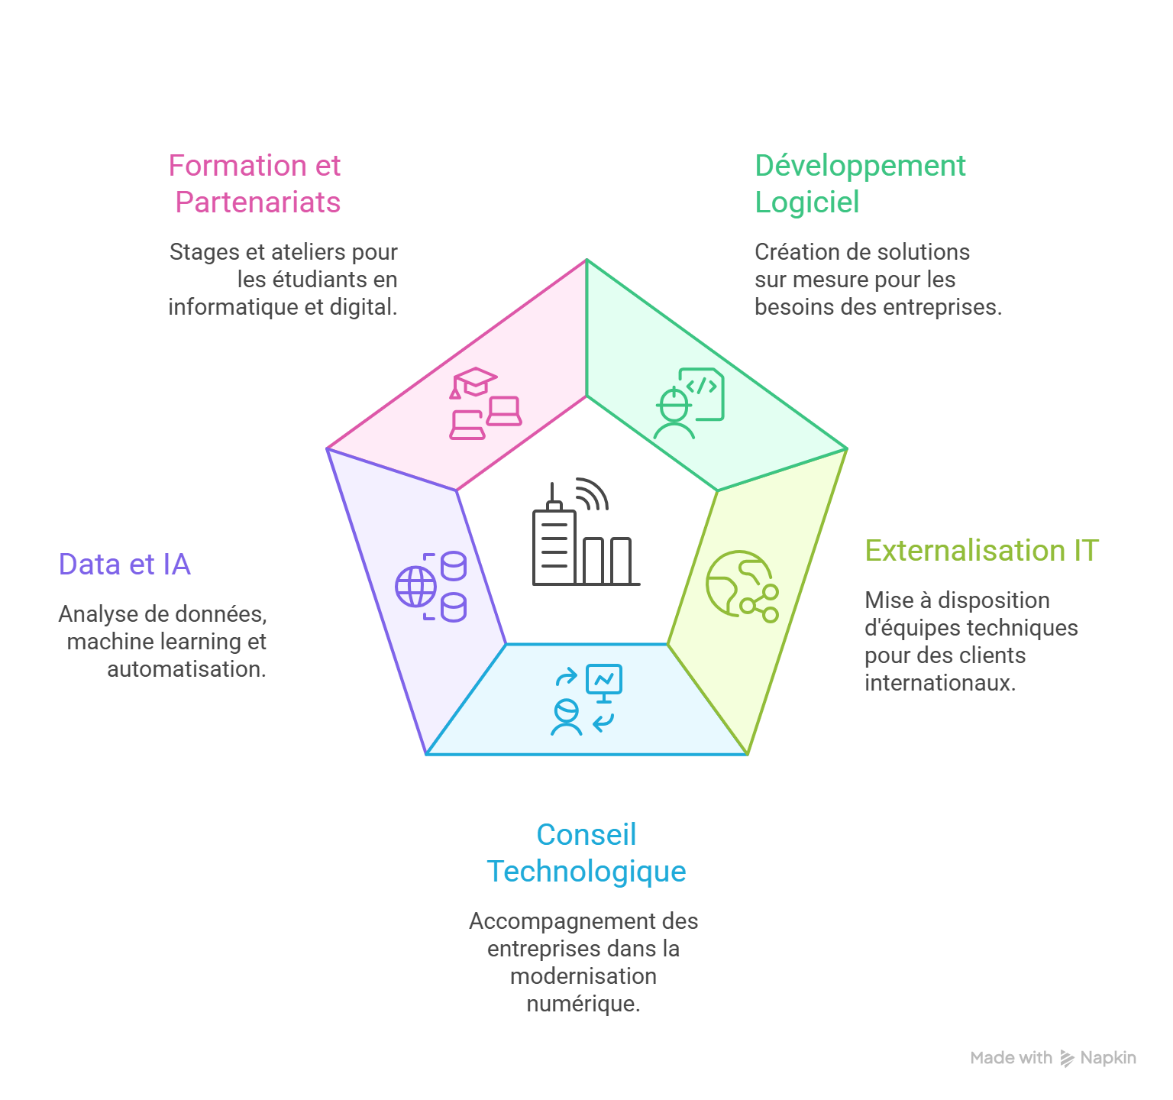 Formation et
Partenariats
Stages et ateliers pour
les étudiants en
informatique et digital.
Développement
Logiciel
Création de solutions
sur mesure pour les
besoins des entreprises.
Data et IA
Analyse de données,
machine learning et
automatisation.
Externalisation IT
Mise à disposition
d'équipes techniques
pour des clients
internationaux.
Conseil
Technologique
Accompagnement des
entreprises dans la
modernisation
numérique.
Made with Napkin